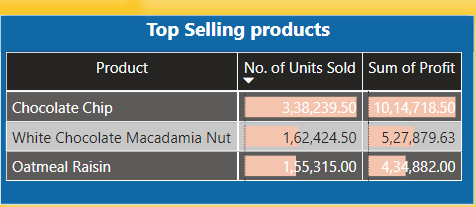 Top Selling products
Product No. of Units Sold Sum of Profit
Chocolate Chip 3,38,239.50 10,14,718.50
White Chocolate Macadamia Nut 1,62,424.50 5,27,879.63
Oatmeal Raisin 1,55,315.00 4,34,882.00